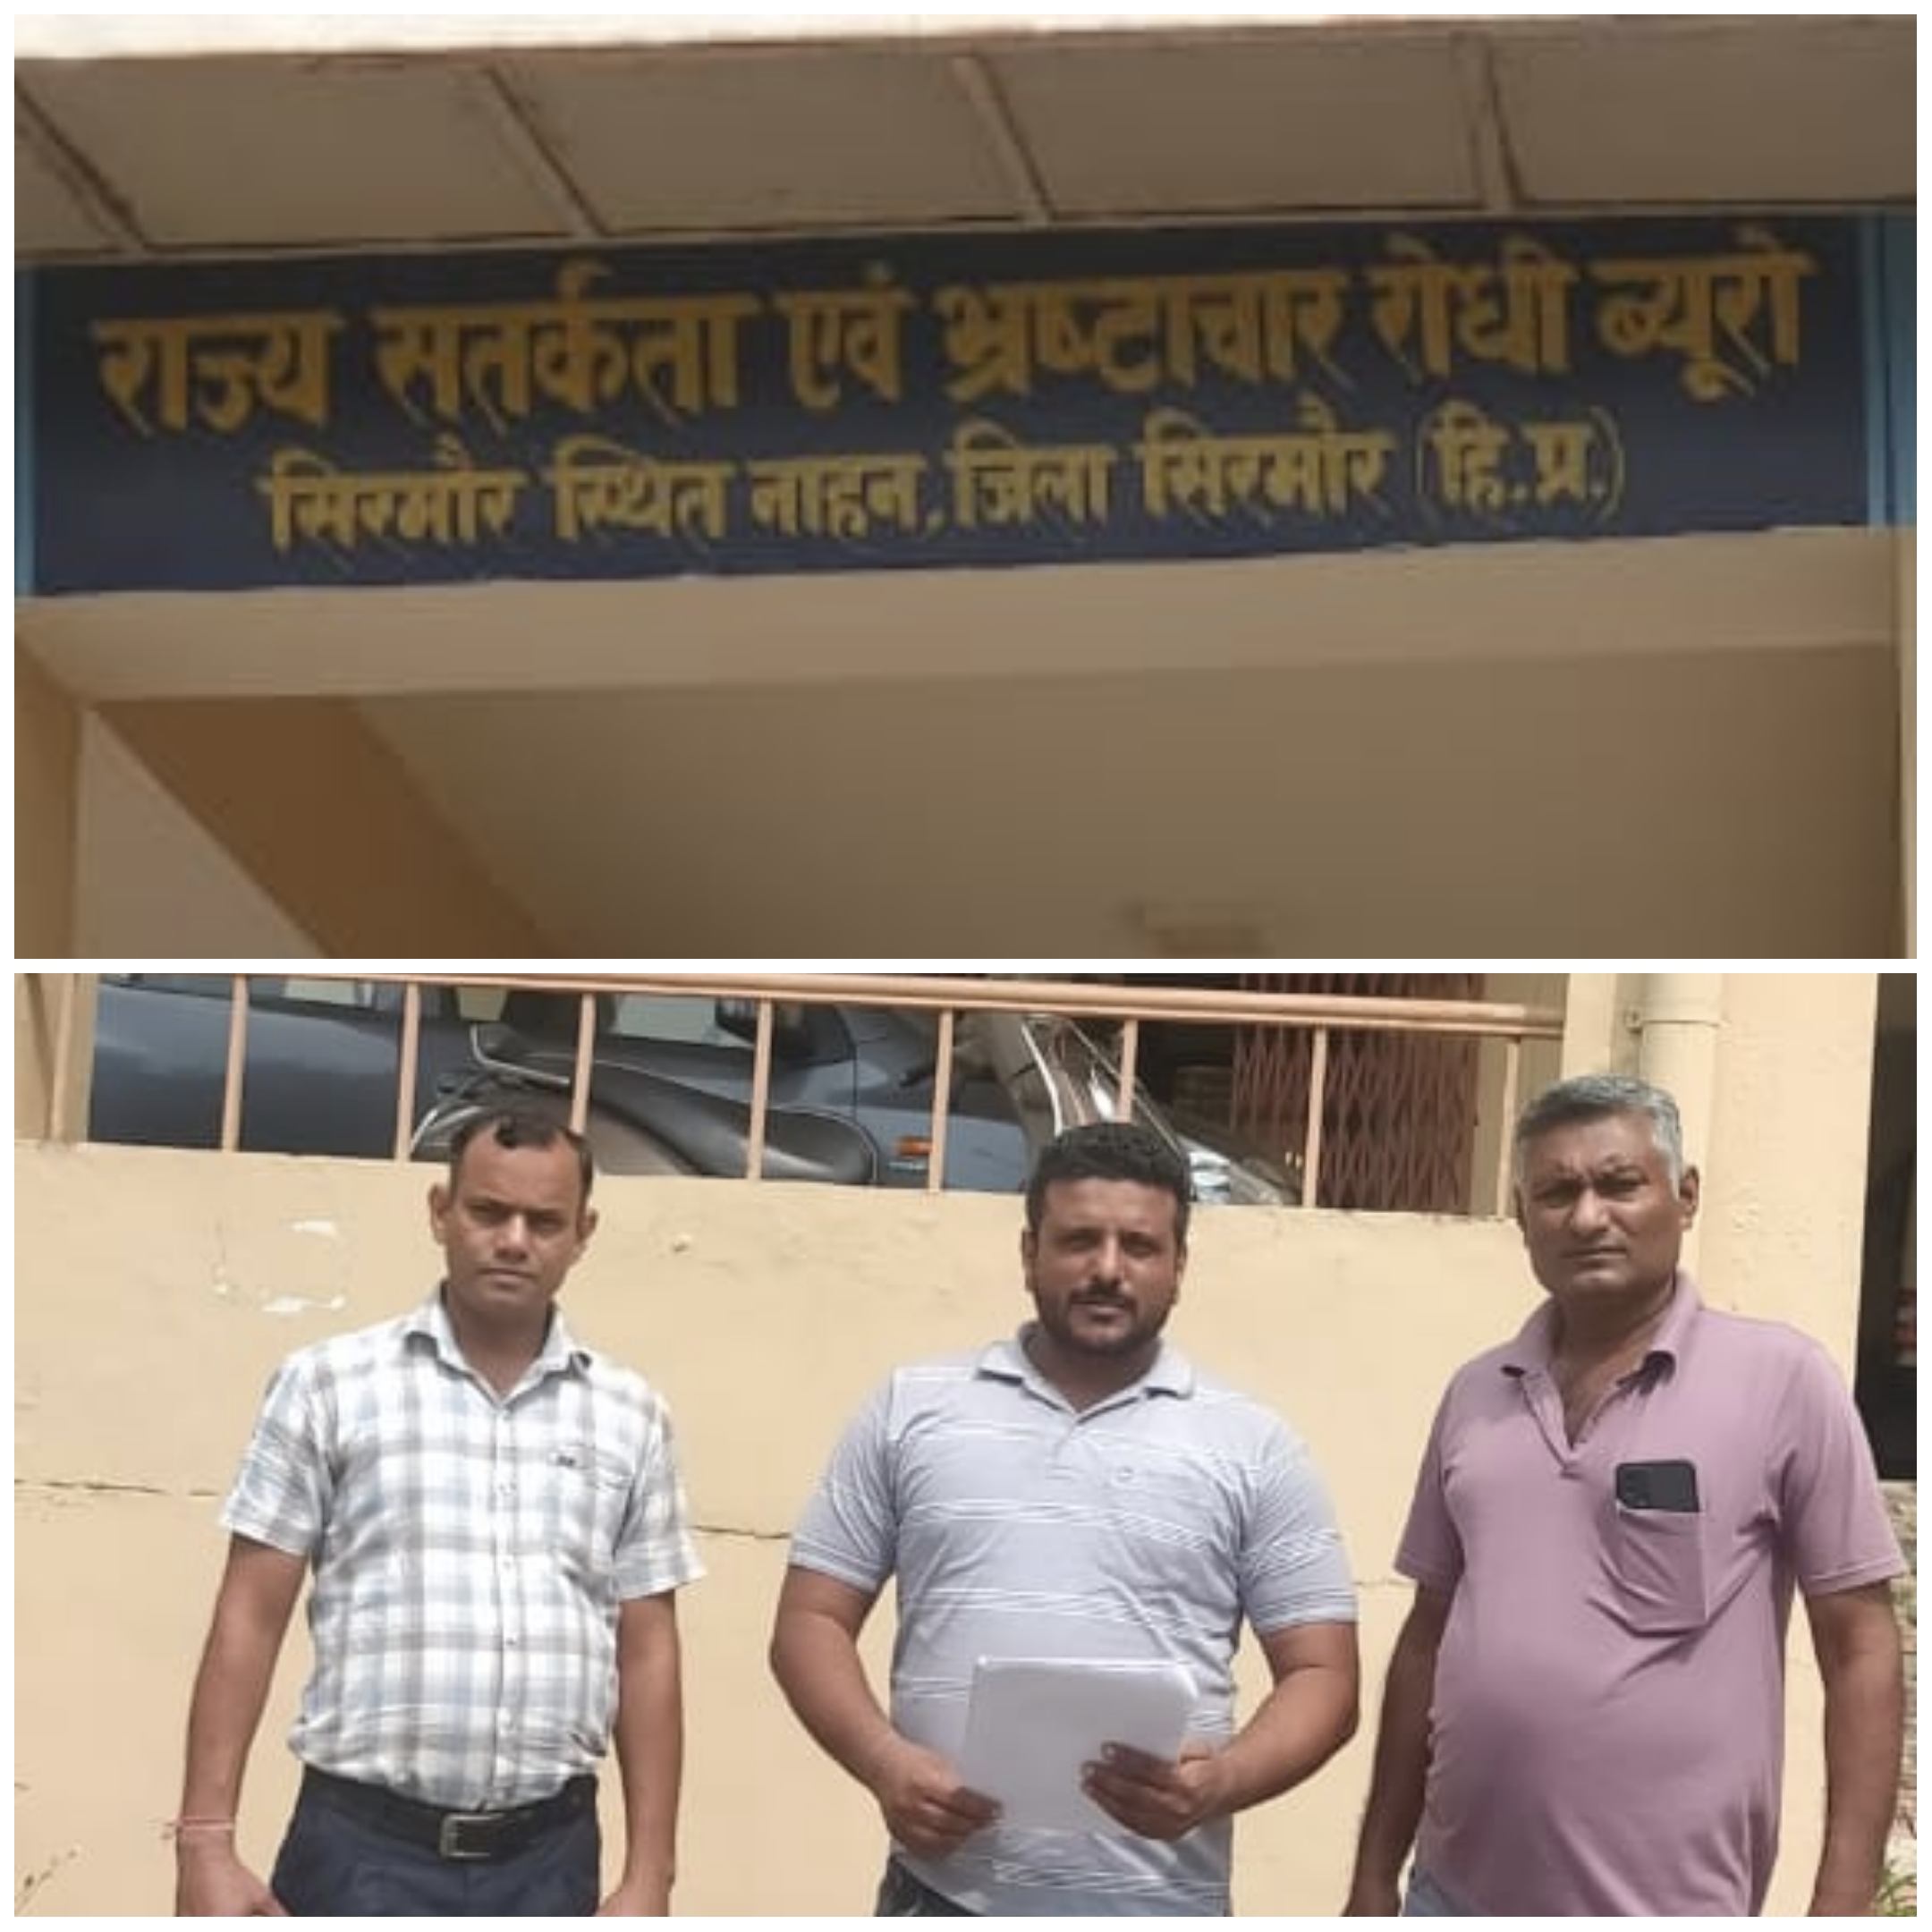 राज्य सतर्कता एवं भ्रष्टाचार रोधी ब्यूरो
सिरमौर स्थित नाहन, जिला सिरमौर (हि.प्र.)